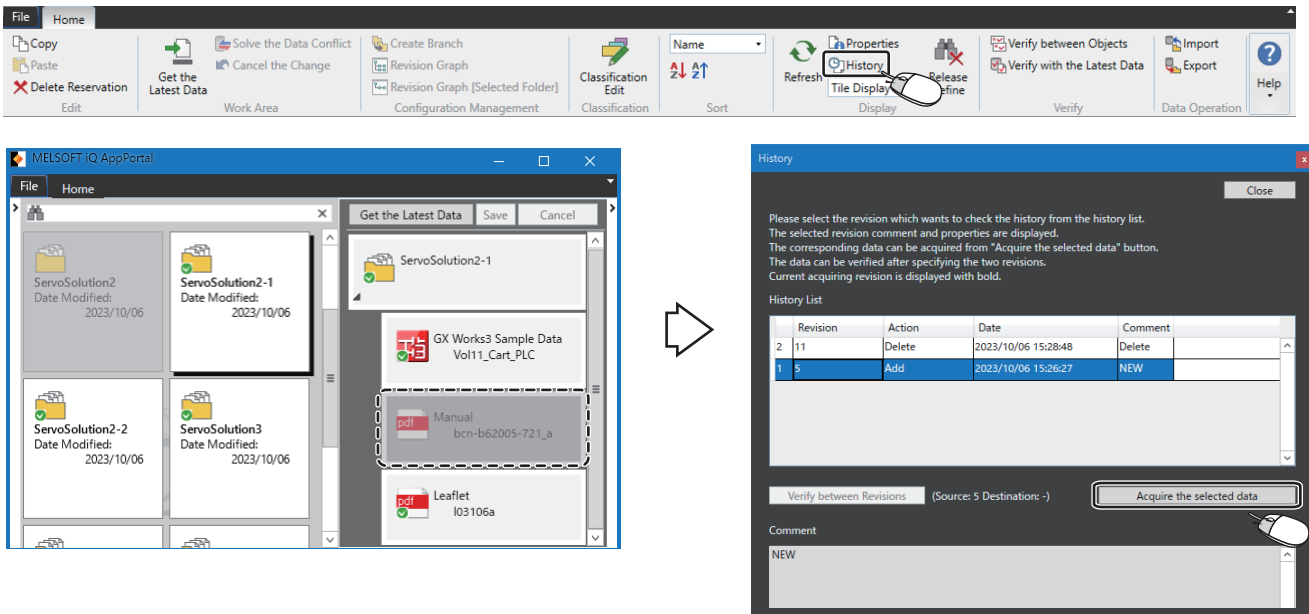 File Home
Copy
Paste
Delete Reservation
Edit
Get the
Latest Data
Solve the Data Conflict
Cancel the Change
Work Area
Create Branch
Revision Graph
Revision Graph [Selected Folder]
Configuration Management
Classification
Edit
Classification
Name
Sort
Refresh
Properties
History
Tile Display
Release
efine
Display
Verify between Objects
Verify with the Latest Data
Verify
Import
Export
Data Operation
Help
MELSOFT iQ AppPortal
File Home
Get the Latest Data Save Cancel
ServoSolution2
Date Modified:
2023/10/06
ServoSolution2-1
Date Modified:
2023/10/06
ServoSolution2-2
Date Modified:
2023/10/06
ServoSolution3
Date Modified:
2023/10/06
ServoSolution2-1
GX Works3 Sample Data
Vol11_Cart_PLC
pdf
Manual
bcn-b62005-721_a
pdf
Leaflet
l03106a
History
Close
Please select the revision which wants to check the history from the history list.
The selected revision comment and properties are displayed.
The corresponding data can be acquired from "Acquire the selected data" button.
The data can be verified after specifying the two revisions.
Current acquiring revision is displayed with bold.
History List
Revision Action Date Comment
2 11 Delete 2023/10/06 15:28:48 Delete
1 5 Add 2023/10/06 15:26:27 NEW
Verify between Revisions (Source: 5 Destination: -) Acquire the selected data
Comment
NEW